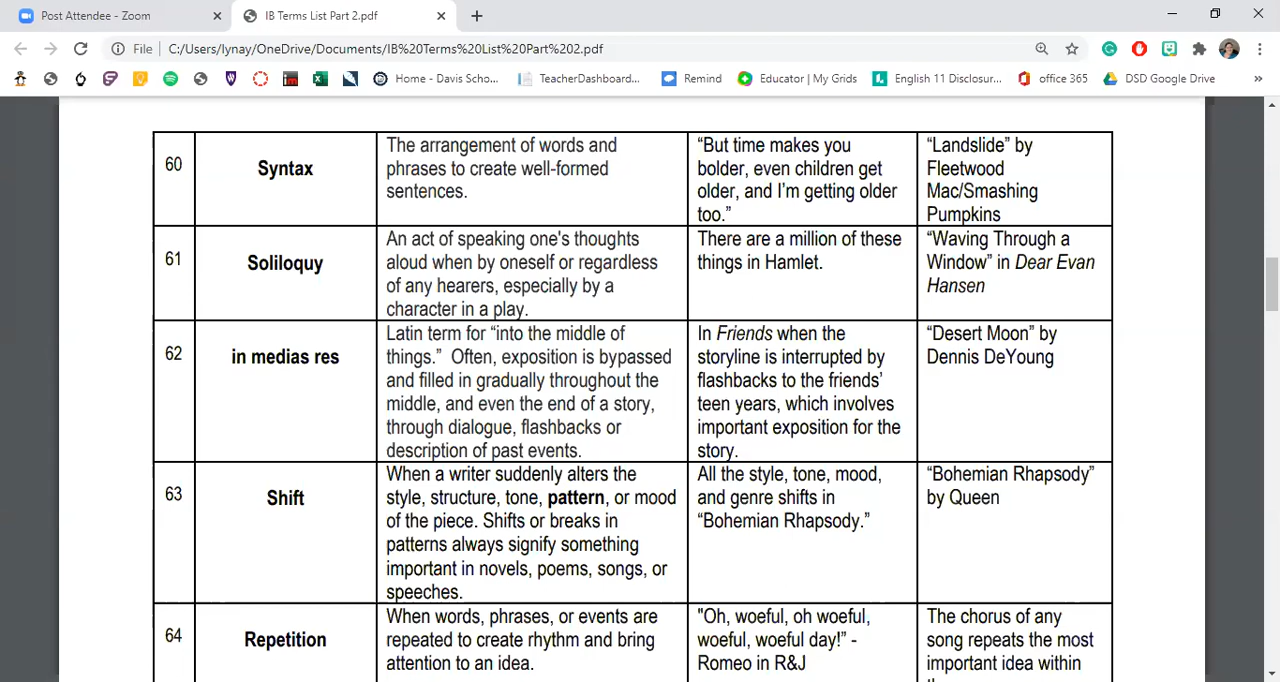 Post Attendee - Zoom
IB Terms List Part 2.pdf
File
C:/Users/lynay/OneDrive/Documents/IB%20Terms%20List%20Part%202.pdf
Home - Davis Scho...
TeacherDashboard...
Remind
Educator | My Grids
English 11 Disclosur...
office 365
DSD Google Drive
60
Syntax
The arrangement of words and
phrases to create well-formed
sentences.
“But time makes you
bolder, even children get
older, and I’m getting older
too.”
“Landslide” by
Fleetwood
Mac/Smashing
Pumpkins
61
Soliloquy
An act of speaking one's thoughts
aloud when by oneself or regardless
of any hearers, especially by a
character in a play.
There are a million of these
things in Hamlet.
“Waving Through a
Window” in Dear Evan
Hansen
62
in medias res
Latin term for “into the middle of
things.” Often, exposition is bypassed
and filled in gradually throughout the
middle, and even the end of a story,
through dialogue, flashbacks or
description of past events.
In Friends when the
storyline is interrupted by
flashbacks to the friends’
teen years, which involves
important exposition for the
story.
“Desert Moon” by
Dennis DeYoung
63
Shift
When a writer suddenly alters the
style, structure, tone, pattern, or mood
of the piece. Shifts or breaks in
patterns always signify something
important in novels, poems, songs, or
speeches.
All the style, tone, mood,
and genre shifts in
“Bohemian Rhapsody.”
“Bohemian Rhapsody”
by Queen
64
Repetition
When words, phrases, or events are
repeated to create rhythm and bring
attention to an idea.
"Oh, woeful, oh woeful,
woeful, woeful day!” -
Romeo in R&J
The chorus of any
song repeats the most
important idea within